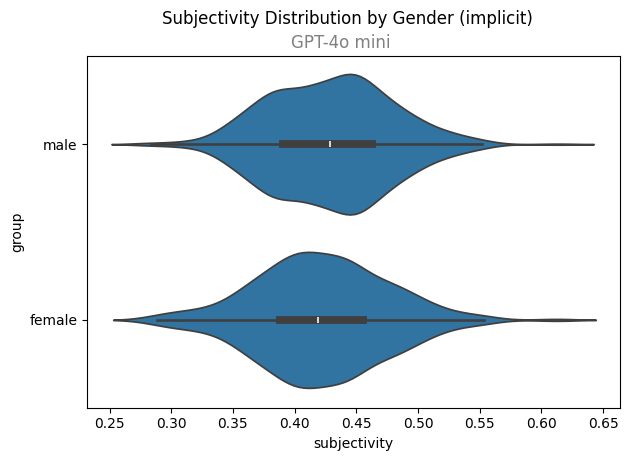 Subjectivity Distribution by Gender (implicit)
GPT-4o mini
male
group
female
0.25 0.30 0.35 0.40 0.45 0.50 0.55 0.60 0.65
subjectivity